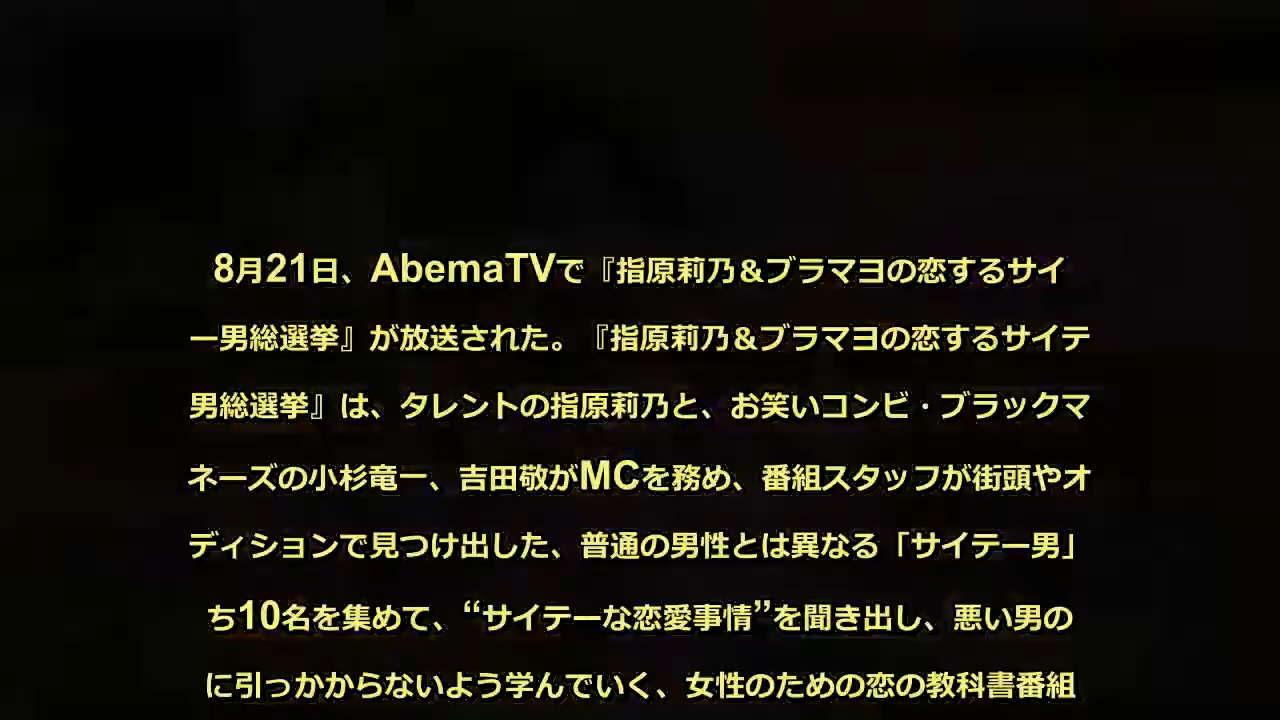 8月21日、AbemaTVで『指原莉乃＆ブラマヨの恋するサイ
ー男総選挙』が放送された。『指原莉乃＆ブラマヨの恋するサイテ
男総選挙』は、タレントの指原莉乃と、お笑いコンビ・ブラックマ
ネーズの小杉竜一、吉田敬がMCを務め、番組スタッフが街頭やオ
ディションで見つけ出した、普通の男性とは異なる「サイテー男」
ち10名を集めて、“サイテーな恋愛事情”を聞き出し、悪い男の
に引っかからないよう学んでいく、女性のための恋の教科書番組